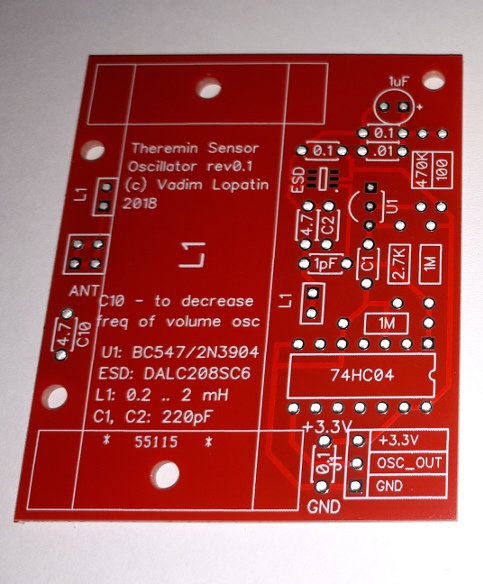 1uF
+
Theremin Sensor
Oscillator rev0.1
(c) Vadim Lopatin
2018
0.1
0.1
.01
470K
100
ESD
U1
L1
4.7
C2
L1
1pF
C1
2.7K
1M
ANT
C10 - to decrease
freq of volume osc
4.7
C10
L1
1M
U1: BC547/2N3904
ESD: DALC208SC6
L1: 0.2 .. 2 mH
C1, C2: 220pF
* 55115 *
74HC04
+3.3V
0.1
J1
+3.3V
OSC_OUT
GND
GND